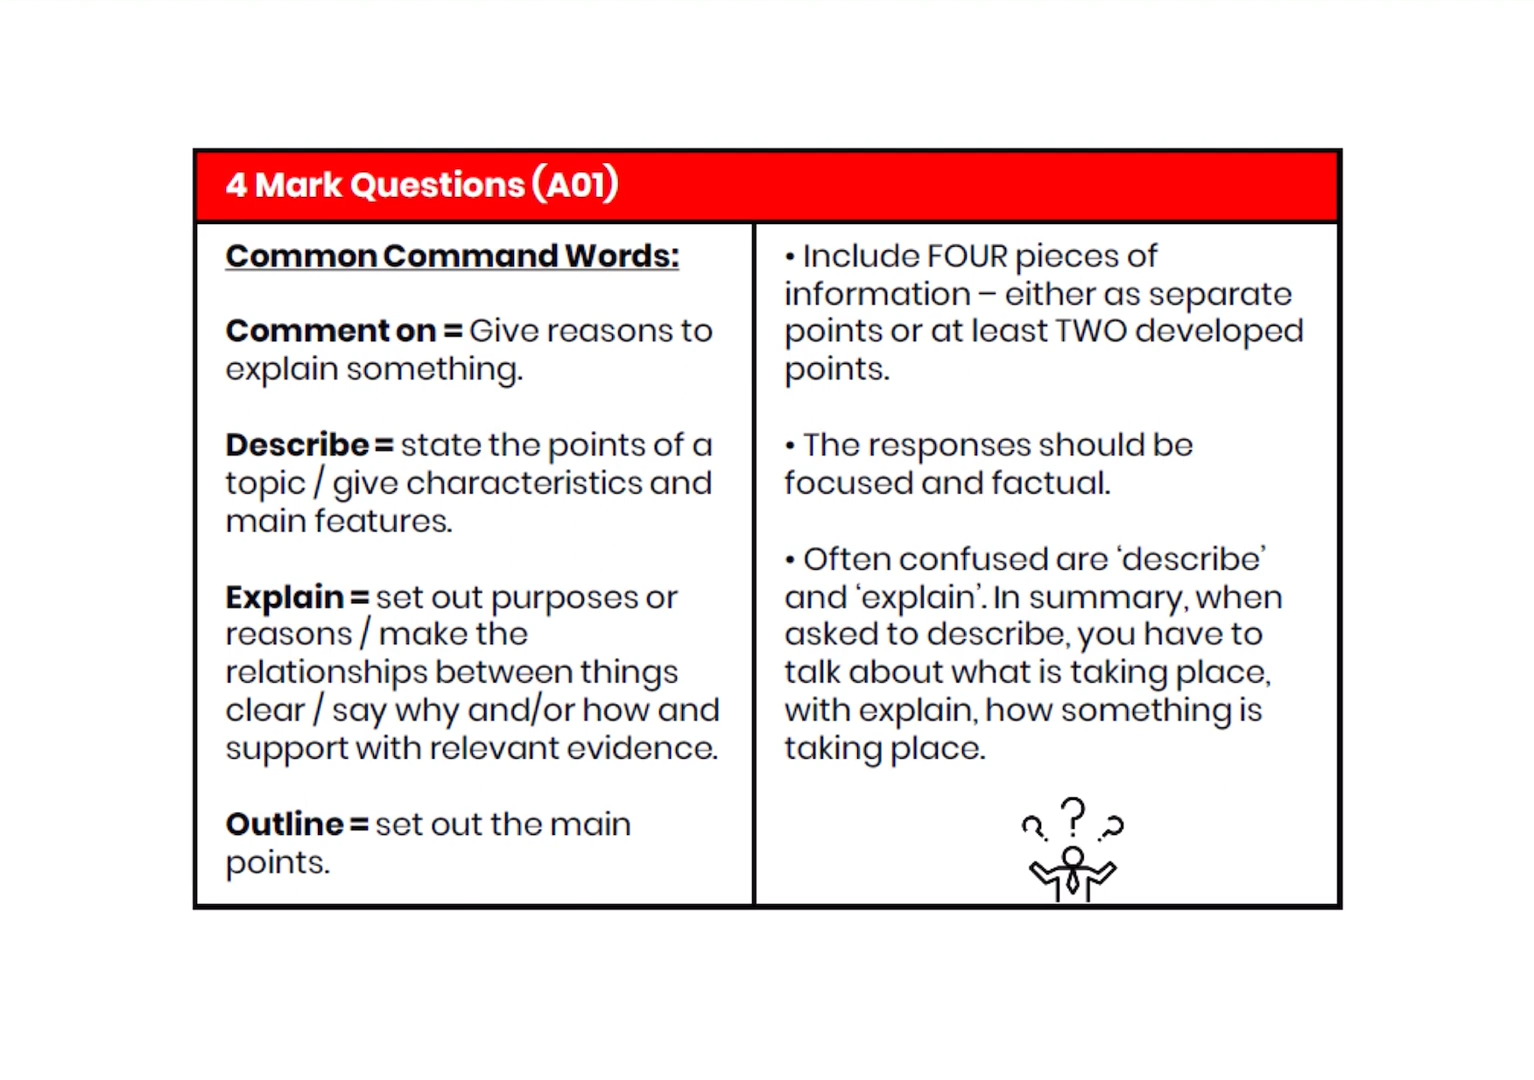 4 Mark Questions (A01)
Common Command Words:
Comment on = Give reasons to
explain something.
Describe = state the points of a
topic / give characteristics and
main features.
Explain = set out purposes or
reasons / make the
relationships between things
clear / say why and/or how and
support with relevant evidence.
Outline = set out the main
points.
• Include FOUR pieces of
information – either as separate
points or at least TWO developed
points.
• The responses should be
focused and factual.
• Often confused are ‘describe’
and ‘explain’. In summary, when
asked to describe, you have to
talk about what is taking place,
with explain, how something is
taking place.
? ? ?